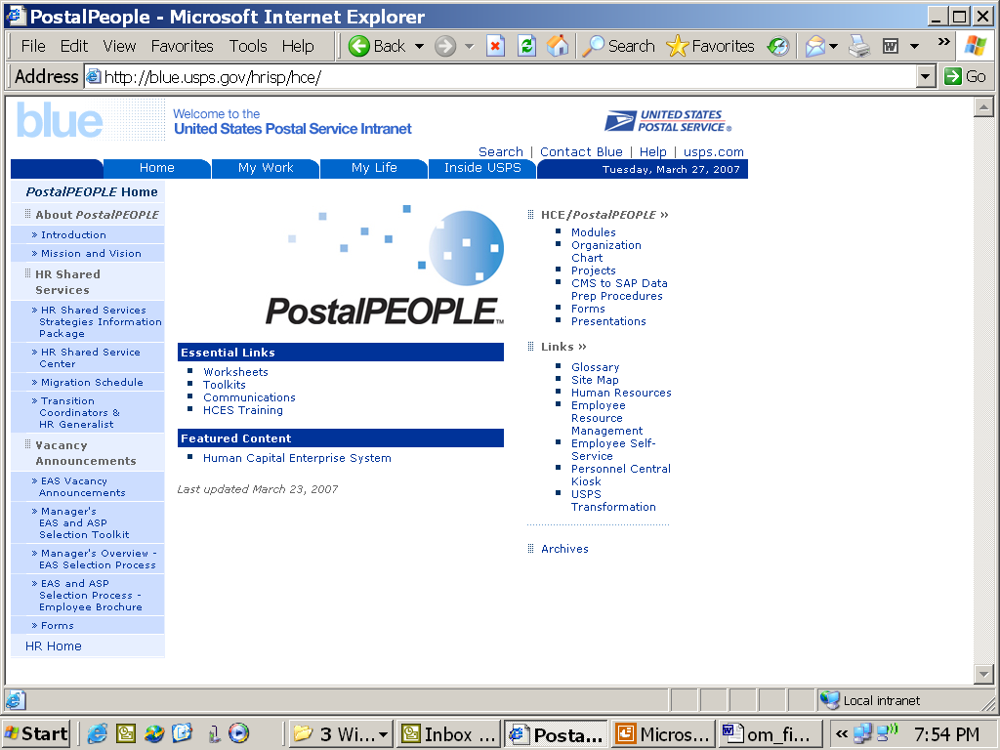 PostalPeople - Microsoft Internet Explorer
File Edit View Favorites Tools Help Back Search Favorites »
Address http://blue.usps.gov/hrisp/hce/ Go
blue
Welcome to the
United States Postal Service Intranet
UNITED STATES
POSTAL SERVICE®
Search | Contact Blue | Help | usps.com
Home My Work My Life Inside USPS Tuesday, March 27, 2007
PostalPEOPLE Home
About PostalPEOPLE
» Introduction
» Mission and Vision
HR Shared
Services
» HR Shared Services
Strategies Information
Package
» HR Shared Service
Center
» Migration Schedule
» Transition
Coordinators &
HR Generalist
Vacancy
Announcements
» EAS Vacancy
Announcements
» Manager's
EAS and ASP
Selection Toolkit
» Manager's Overview -
EAS Selection Process
» EAS and ASP
Selection Process -
Employee Brochure
» Forms
HR Home
PostalPEOPLE™
Essential Links
Worksheets
Toolkits
Communications
HCES Training
Featured Content
Human Capital Enterprise System
Last updated March 23, 2007
HCE/PostalPEOPLE »
Modules
Organization
Chart
Projects
CMS to SAP Data
Prep Procedures
Forms
Presentations
Links »
Glossary
Site Map
Human Resources
Employee
Resource
Management
Employee Self-
Service
Personnel Central
Kiosk
USPS
Transformation
Archives
Local intranet
Start 3 Wi... Inbox ... Posta... Micros... om_fi... « 7:54 PM